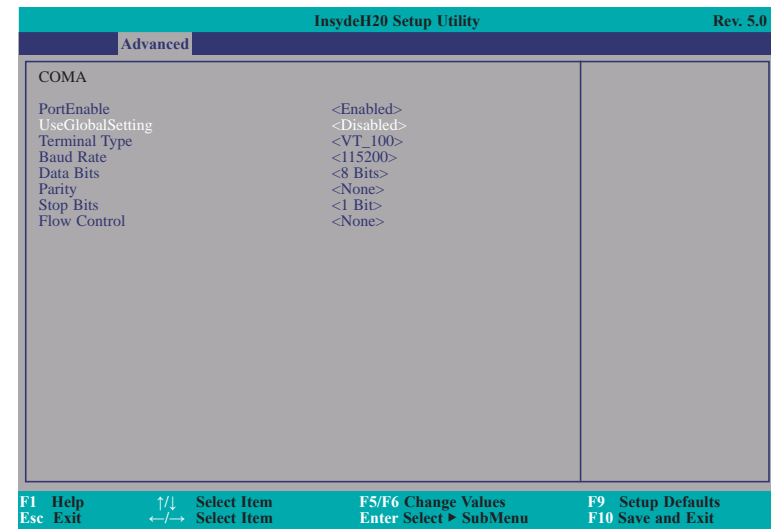 InsydeH20 Setup Utility Rev. 5.0
Advanced
COMA
PortEnable <Enabled>
UseGlobalSetting <Disabled>
Terminal Type <VT_100>
Baud Rate <115200>
Data Bits <8 Bits>
Parity <None>
Stop Bits <1 Bit>
Flow Control <None>
F1 Help ↑/↓ Select Item F5/F6 Change Values F9 Setup Defaults
Esc Exit ←/→ Select Item Enter Select ▶ SubMenu F10 Save and Exit